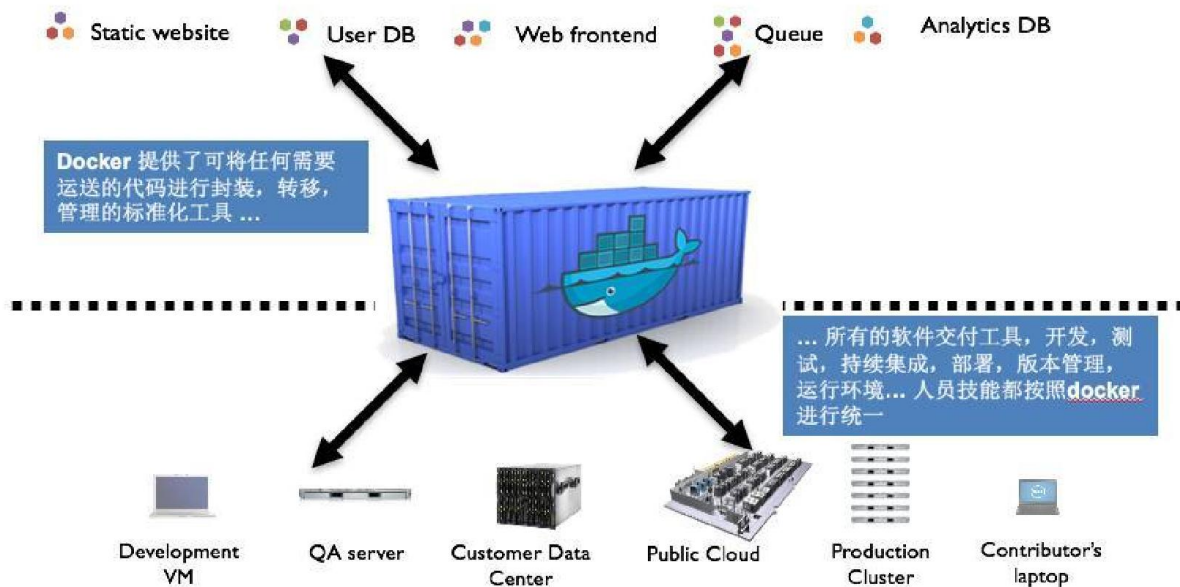 Static website
User DB
Web frontend
Queue
Analytics DB
Docker 提供了可将任何需要
运送的代码进行封装，转移，
管理的标准化工具 ...
... 所有的软件交付工具，开发，测
试，持续集成，部署，版本管理，
运行环境... 人员技能都按照docker
进行统一
Development
VM
QA server
Customer Data
Center
Public Cloud
Production
Cluster
Contributor's
laptop